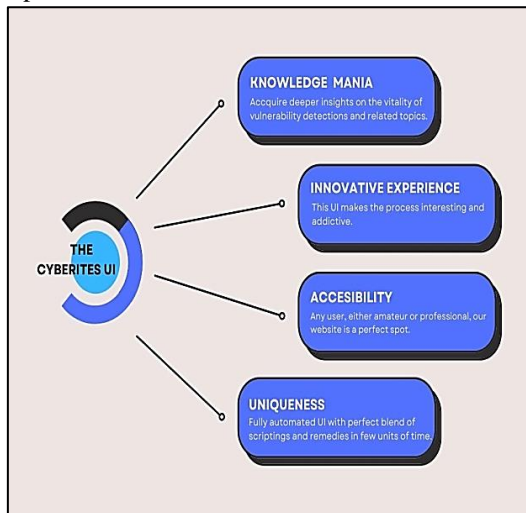 KNOWLEDGE MANIA
Accquire deeper insights on the vitality of
vulnerability detections and related topics.
INNOVATIVE EXPERIENCE
This UI makes the process interesting and
addictive.
THE
CYBERITES UI
ACCESIBILITY
Any user, either amateur or professional, our
website is a perfect spot.
UNIQUENESS
Fully automated UI with perfect blend of
scriptings and remedies in few units of time.